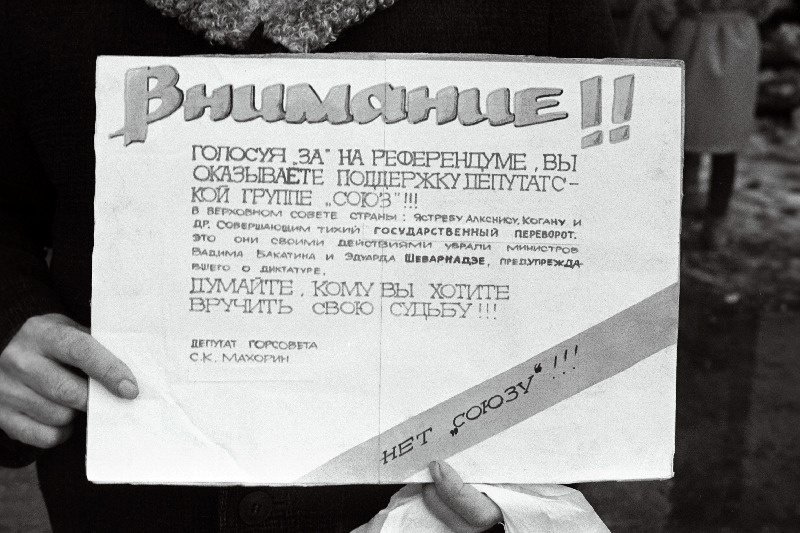 Внимание!!
ГОЛОСУЯ „ЗА" НА РЕФЕРЕНДУМЕ, ВЫ
ОКАЗЫВАЕТЕ ПОДДЕРЖКУ ДЕПУТАТС-
КОЙ ГРУППЕ „СОЮЗ"!!!
В ВЕРХОВНОМ СОВЕТЕ СТРАНЫ: ЯСТРЕБУ АЛКСНИСУ, КОГАНУ И
ДР. СОВЕРШАЮЩИМ ТИХИЙ ГОСУДАРСТВЕННЫЙ ПЕРЕВОРОТ.
ЭТО ОНИ СВОИМИ ДЕЙСТВИЯМИ УБРАЛИ МИНИСТРОВ
ВАДИМА БАКАТИНА И ЭДУАРДА ШЕВАРНАДЗЕ, ПРЕДУПРЕЖДА-
ВШЕГО О ДИКТАТУРЕ.
ДУМАЙТЕ, КОМУ ВЫ ХОТИТЕ
ВРУЧИТЬ СВОЮ СУДЬБУ!!!
ДЕПУТАТ ГОРСОВЕТА
С.К. МАХОРИН
НЕТ „СОЮЗУ"!!!